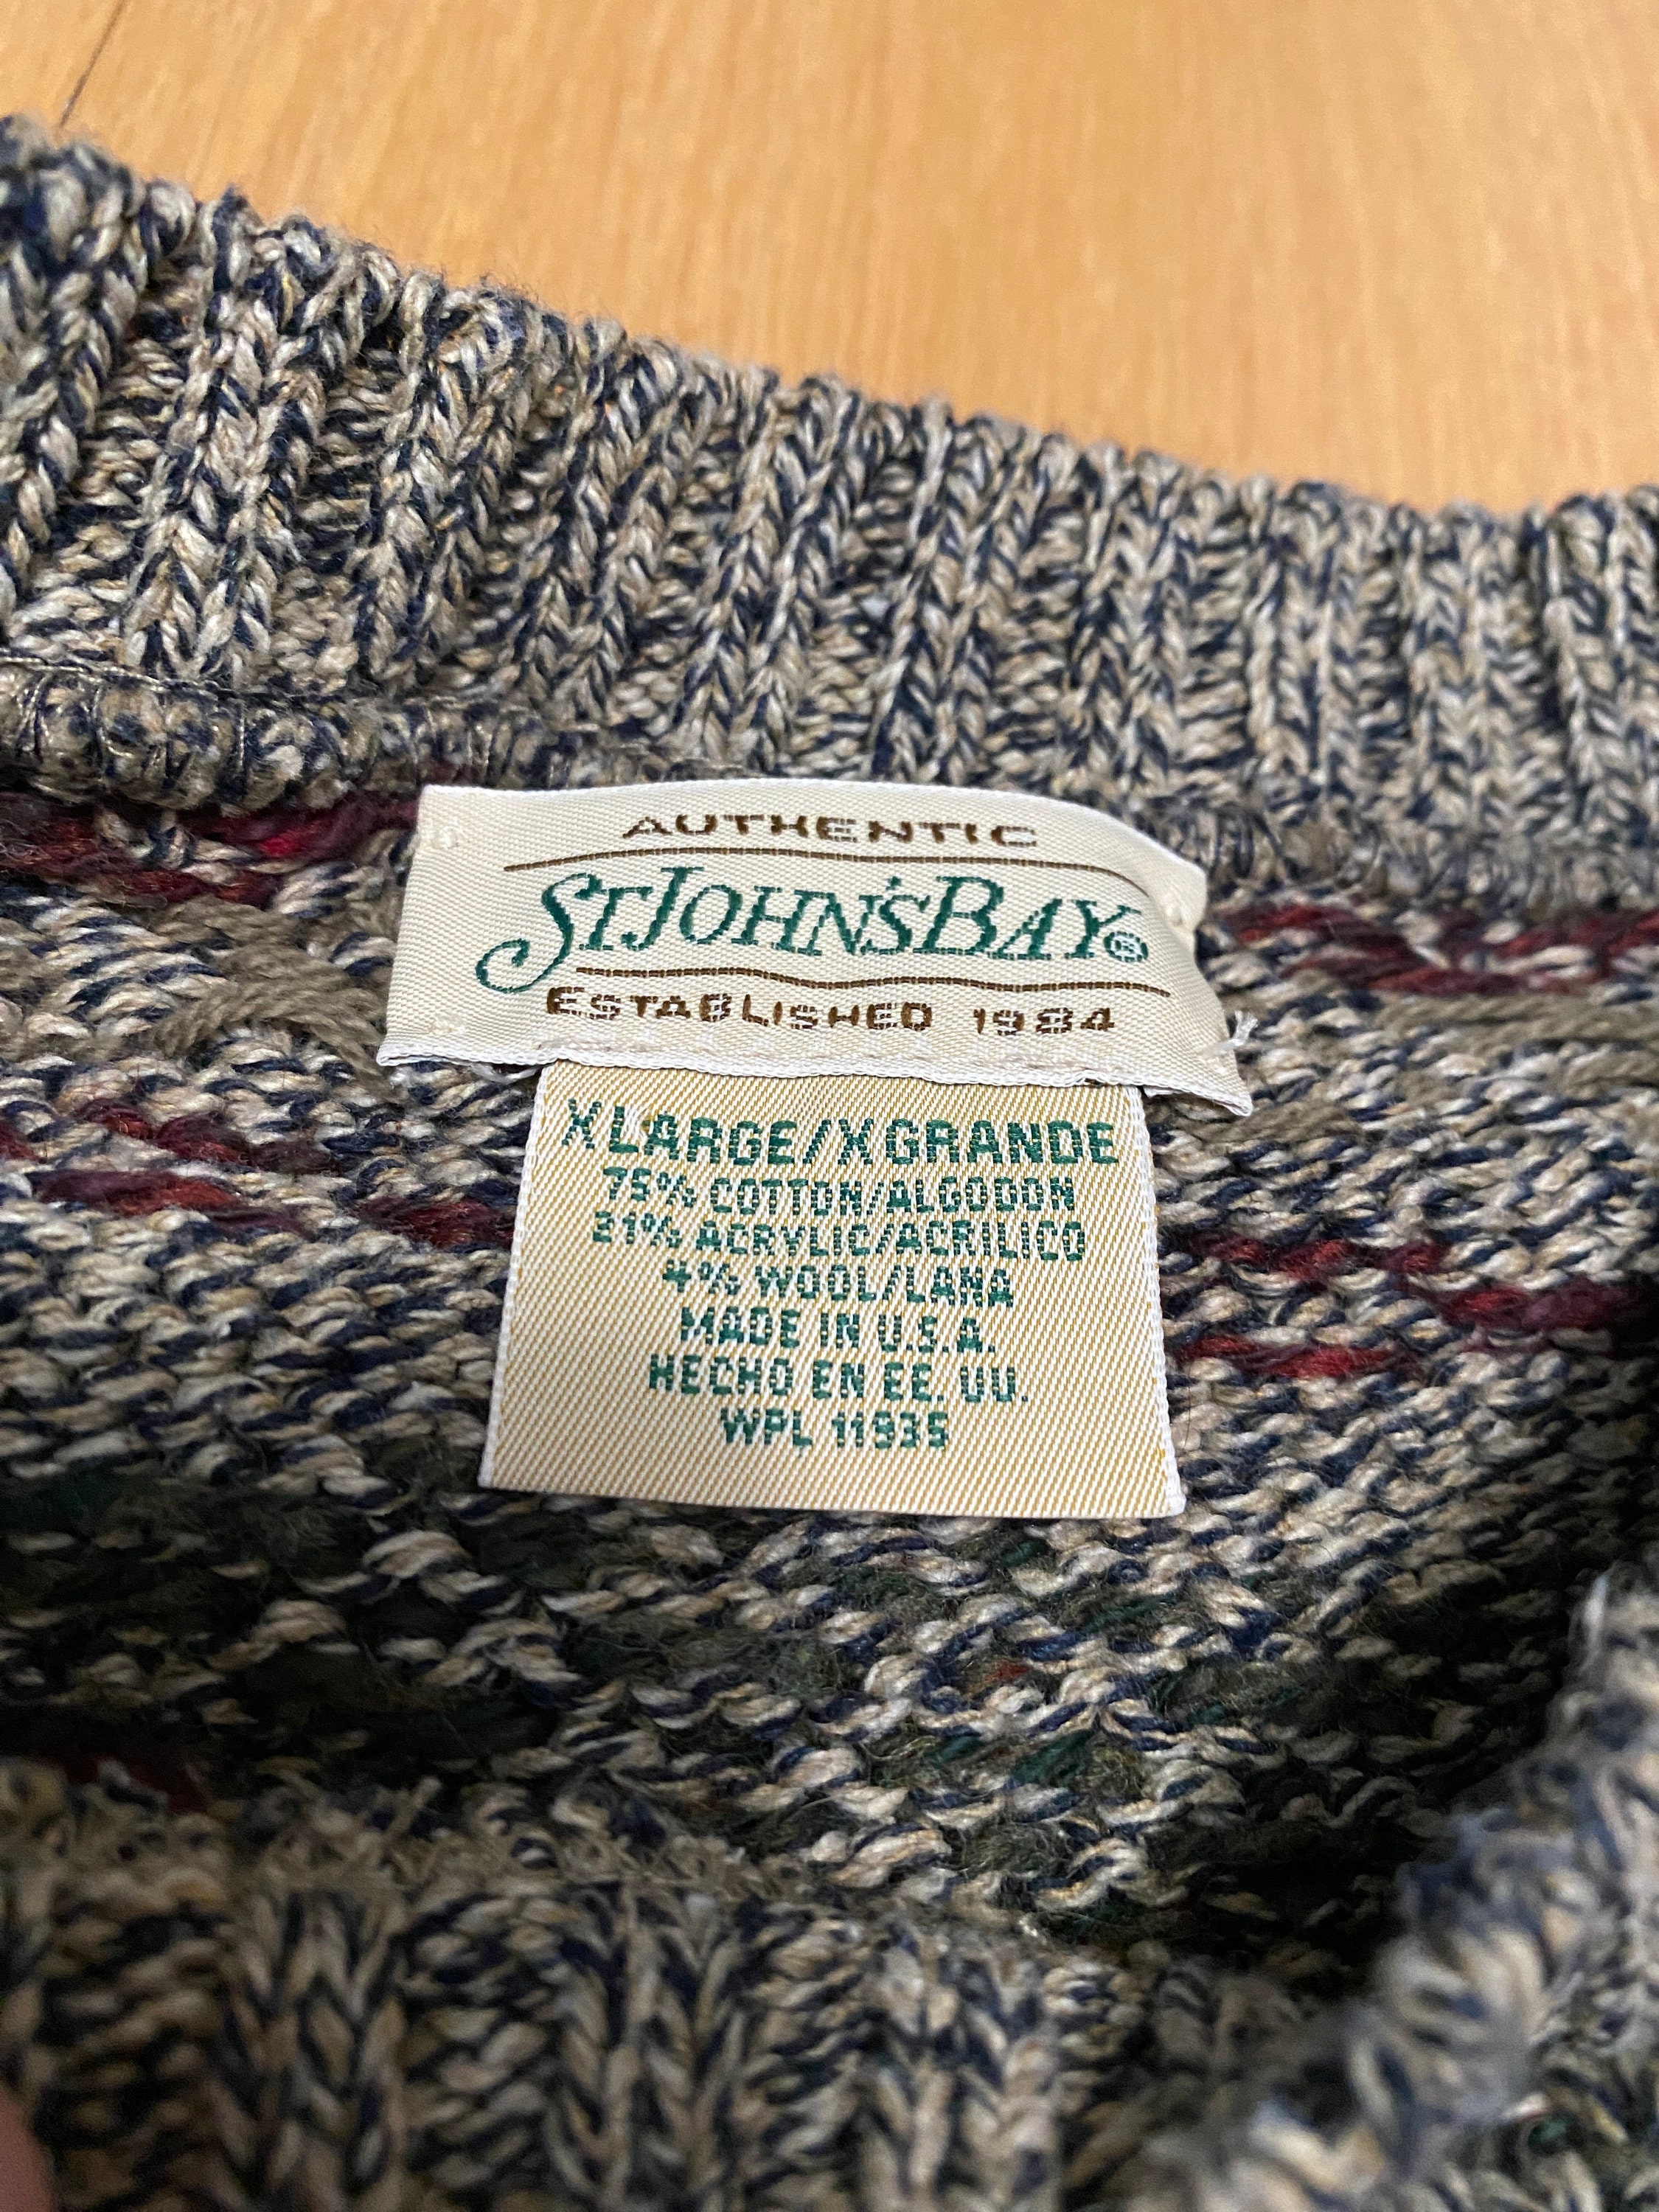 AUTHENTIC
ST JOHN'S BAY®
ESTABLISHED 1984
XLARGE/XGRANDE
75% COTTON/ALGODON
21% ACRYLIC/ACRILICO
4% WOOL/LANA
MADE IN U.S.A.
HECHO EN EE. UU.
WPL 11935